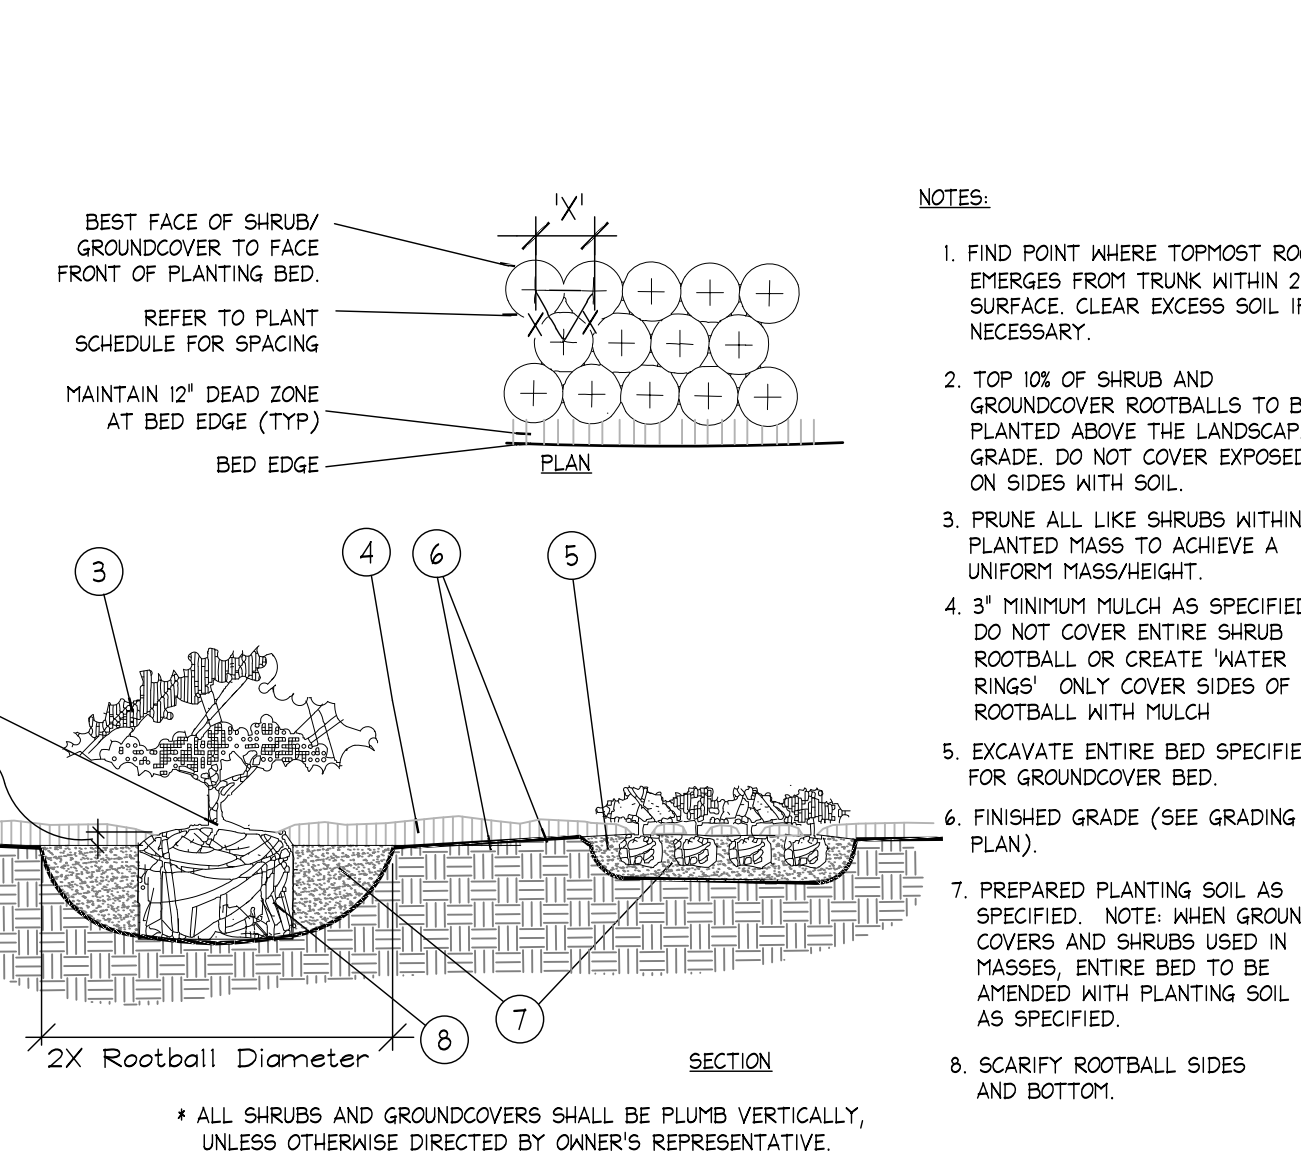 'X'
BEST FACE OF SHRUB/
GROUNDCOVER TO FACE
FRONT OF PLANTING BED.
REFER TO PLANT
SCHEDULE FOR SPACING
X X
MAINTAIN 12" DEAD ZONE
AT BED EDGE (TYP)
BED EDGE
PLAN
3
4
6
5
7
8
2X Rootball Diameter
SECTION
* ALL SHRUBS AND GROUNDCOVERS SHALL BE PLUMB VERTICALLY,
UNLESS OTHERWISE DIRECTED BY OWNER'S REPRESENTATIVE.
NOTES:
1. FIND POINT WHERE TOPMOST
EMERGES FROM TRUNK WITHIN 2
SURFACE. CLEAR EXCESS SOIL
NECESSARY.
2. TOP 10% OF SHRUB AND
GROUNDCOVER ROOTBALLS TO
PLANTED ABOVE THE
GRADE. DO NOT COVER EXPOSED
ON SIDES WITH SOIL.
3. PRUNE ALL LIKE SHRUBS WITHIN
PLANTED MASS TO ACHIEVE A
UNIFORM MASS/HEIGHT.
4. 3" MINIMUM MULCH AS SPECIFIED
DO NOT COVER ENTIRE SHRUB
ROOTBALL OR CREATE 'WATER
RINGS' ONLY COVER SIDES OF
ROOTBALL WITH MULCH
5. EXCAVATE ENTIRE BED
FOR GROUNDCOVER BED.
6. FINISHED GRADE (SEE GRADING
PLAN).
7. PREPARED PLANTING SOIL AS
SPECIFIED. NOTE: WHEN
COVERS AND SHRUBS USED IN
MASSES, ENTIRE BED TO BE
AMENDED WITH PLANTING SOIL
AS SPECIFIED.
8. SCARIFY ROOTBALL SIDES
AND BOTTOM.